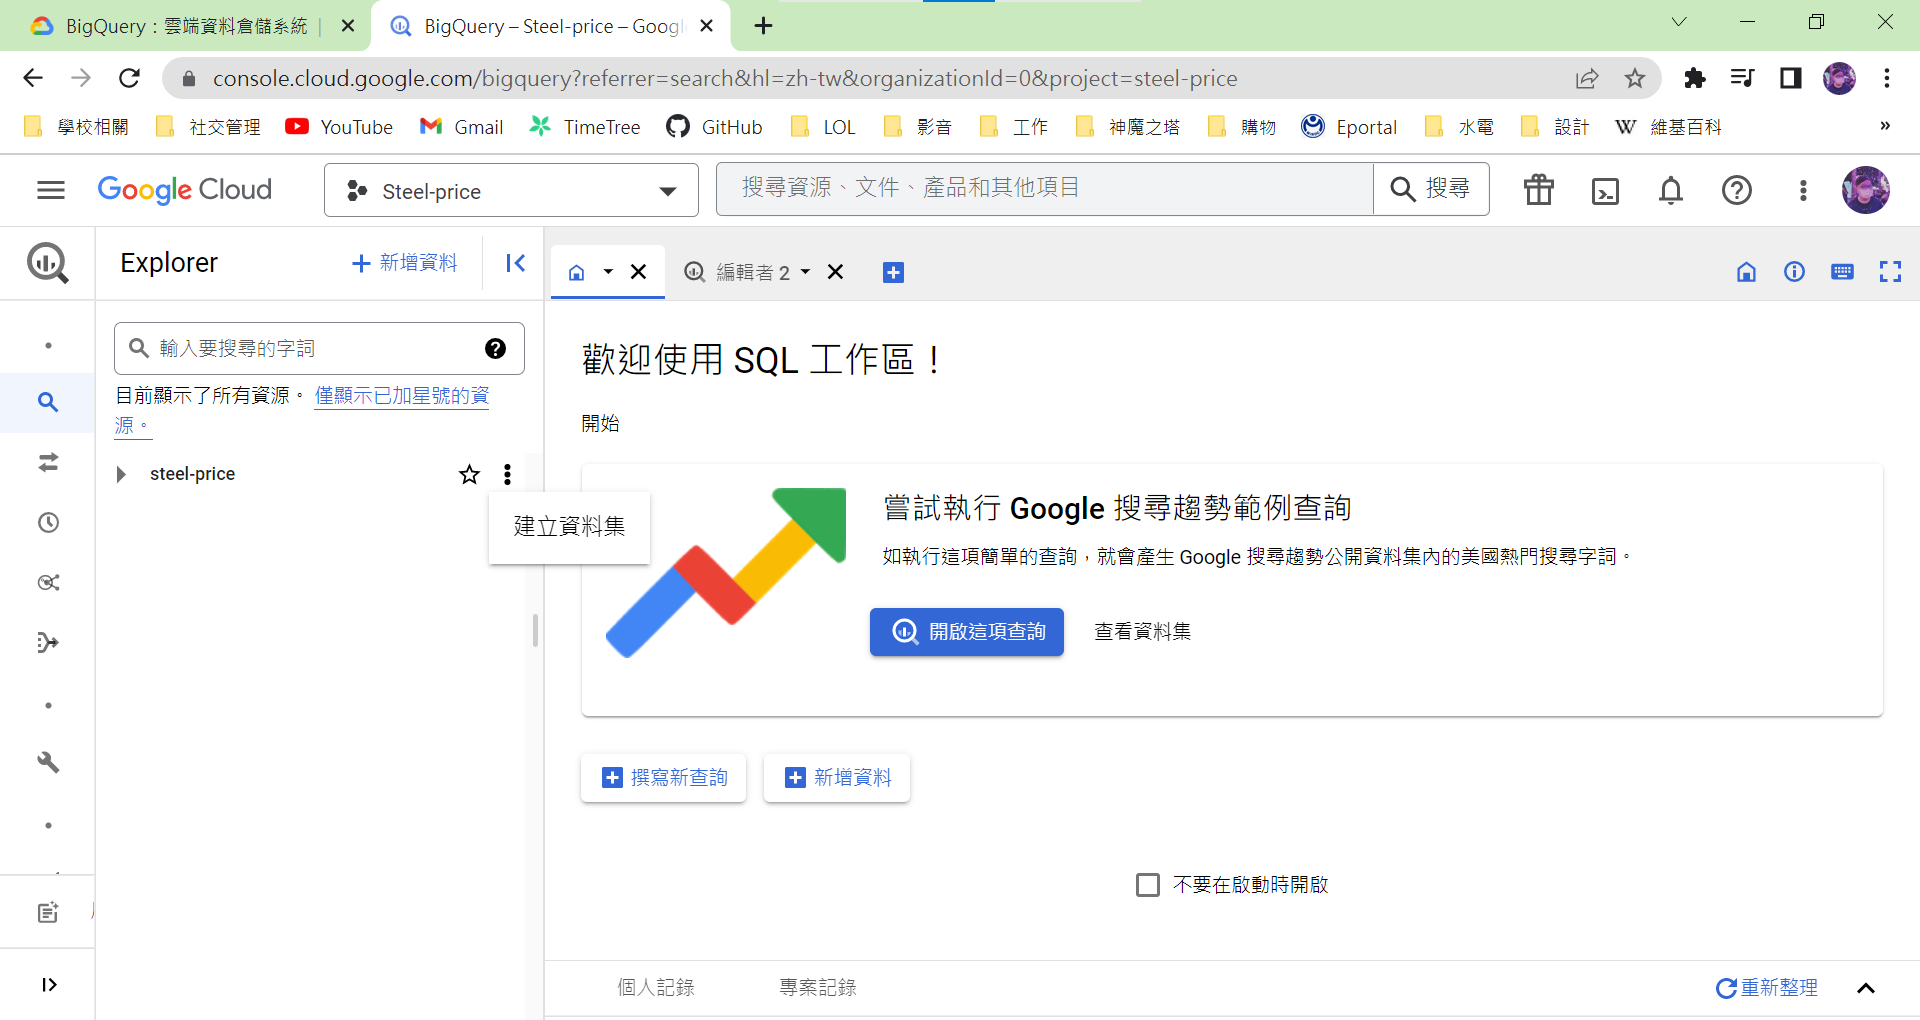 BigQuery：雲端資料倉儲系統
BigQuery – Steel-price – Googl
console.cloud.google.com/bigquery?referrer=search&hl=zh-tw&organizationId=0&project=steel-price
學校相關 社交管理 YouTube Gmail TimeTree GitHub LOL 影音 工作 神魔之塔 購物 Eportal 水電 設計 W 維基百科 »
Google Cloud Steel-price 搜尋資源、文件、產品和其他項目 搜尋
Explorer 新增資料 編輯者 2
輸入要搜尋的字詞
目前顯示了所有資源。 僅顯示已加星號的資
源。
steel-price
建立資料集
歡迎使用 SQL 工作區！
開始
嘗試執行 Google 搜尋趨勢範例查詢
如執行這項簡單的查詢，就會產生 Google 搜尋趨勢公開資料集內的美國熱門搜尋字詞。
開啟這項查詢 查看資料集
撰寫新查詢 新增資料
不要在啟動時開啟
個人記錄 專案記錄 重新整理